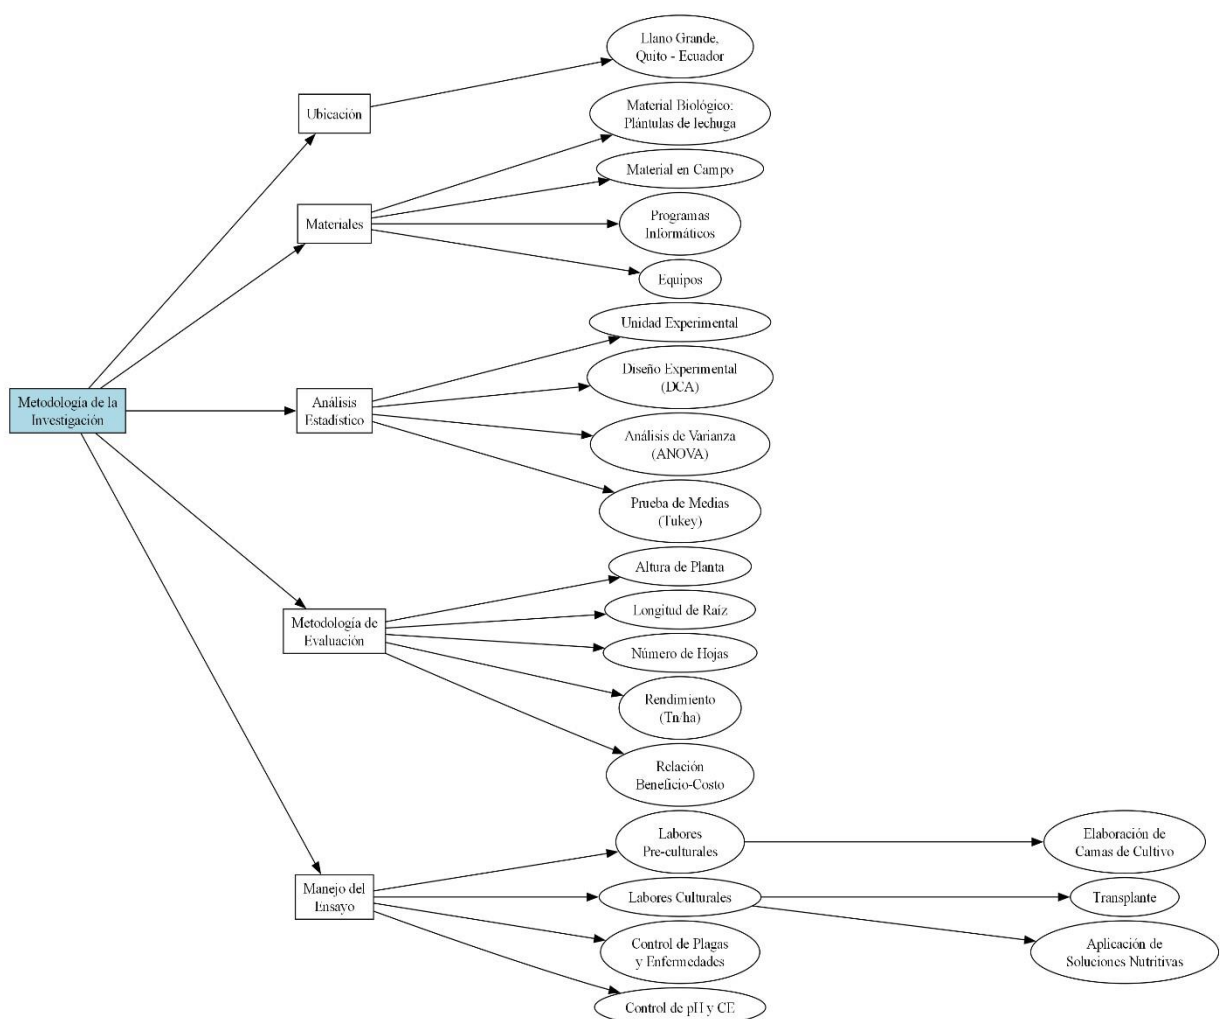 Metodología de la
Investigación
Ubicación
Llano Grande,
Quito - Ecuador
Materiales
Material Biológico:
Plántulas de lechuga
Material en Campo
Programas
Informáticos
Equipos
Análisis
Estadístico
Unidad Experimental
Diseño Experimental
(DCA)
Análisis de Varianza
(ANOVA)
Prueba de Medias
(Tukey)
Metodología de
Evaluación
Altura de Planta
Longitud de Raíz
Número de Hojas
Rendimiento
(Tn/ha)
Relación
Beneficio-Costo
Manejo del
Ensayo
Labores
Pre-culturales
Elaboración de
Camas de Cultivo
Labores Culturales
Transplante
Aplicación de
Soluciones Nutritivas
Control de Plagas
y Enfermedades
Control de pH y CE